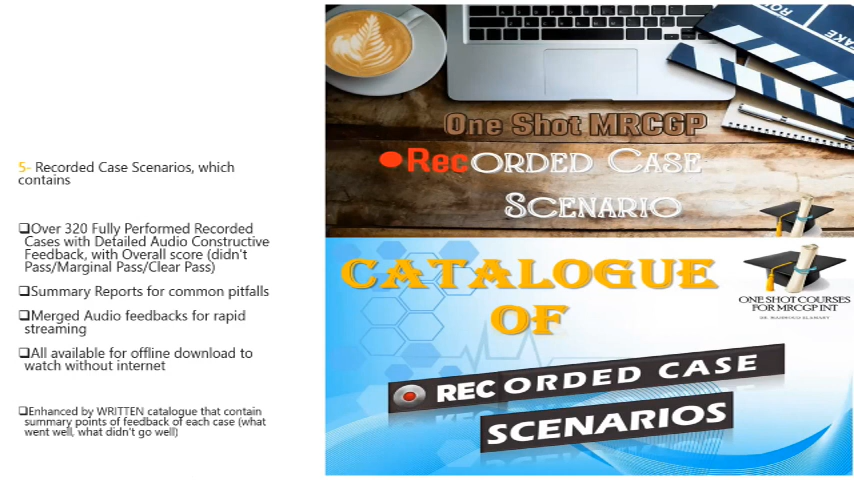 5- Recorded Case Scenarios, which
contains
❑Over 320 Fully Performed Recorded
Cases with Detailed Audio Constructive
Feedback, with Overall score (didn't
Pass/Marginal Pass/Clear Pass)
❑Summary Reports for common pitfalls
❑Merged Audio feedbacks for rapid
streaming
❑All available for offline download to
watch without internet
❑Enhanced by WRITTEN catalogue that contain
summary points of feedback of each case (what
went well, what didn't go well)
One Shot MRCGP
Recorded Case
Scenario
CATALOGUE
OF
ONE SHOT COURSES
FOR MRCGP INT
REC ORDED CASE
SCENARIOS